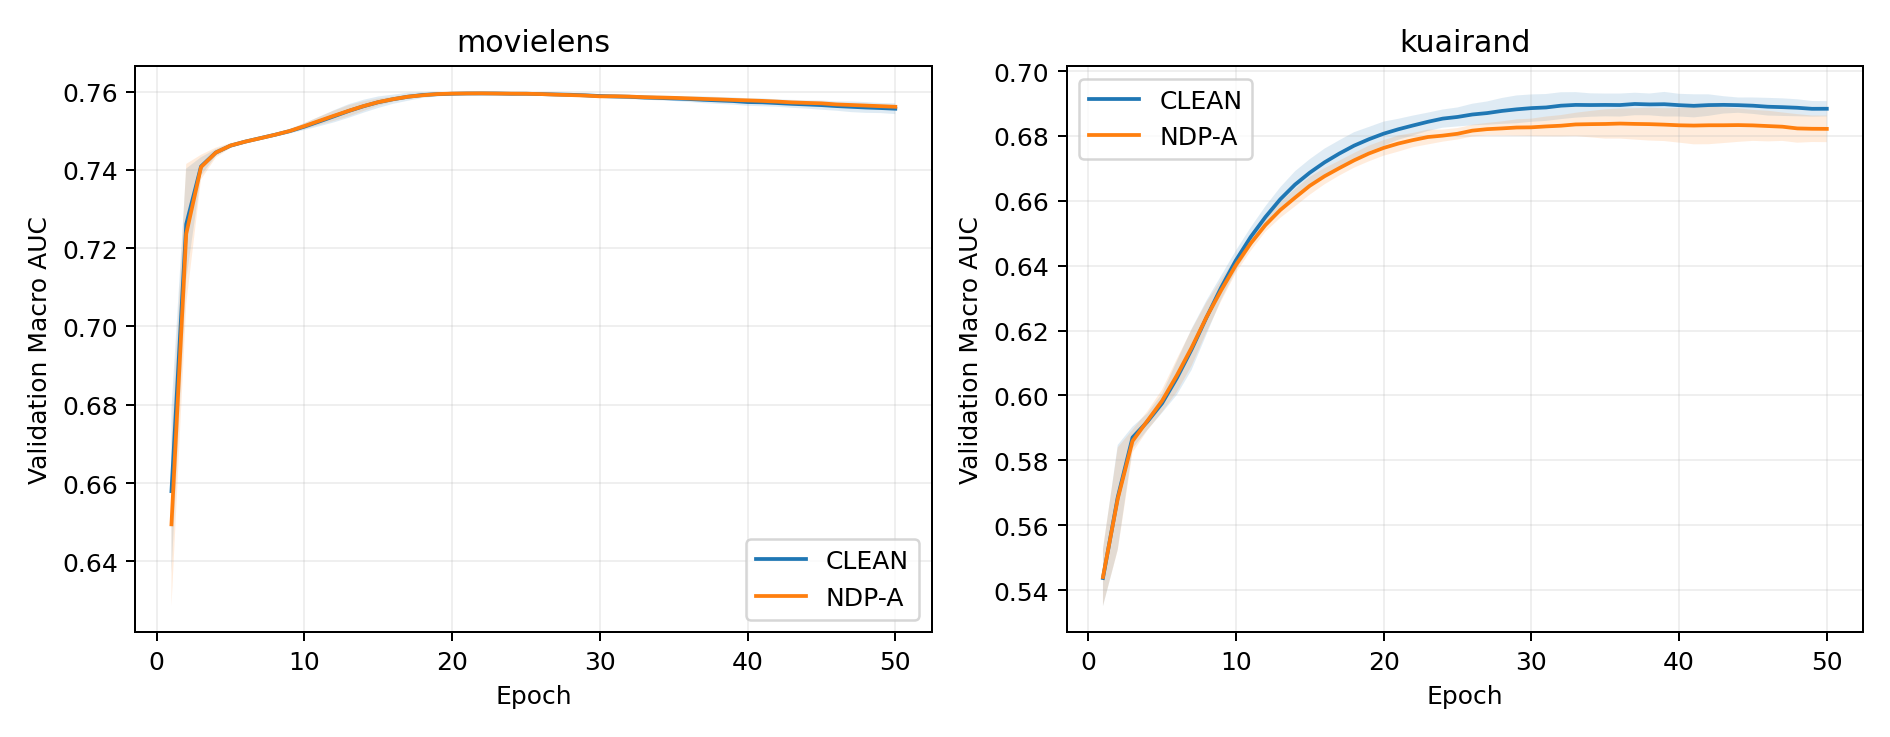 movielens
Validation Macro AUC
0.76
0.74
0.72
0.70
0.68
0.66
0.64
0
10
20
30
40
50
Epoch
CLEAN
NDP-A
kuairand
Validation Macro AUC
0.70
0.68
0.66
0.64
0.62
0.60
0.58
0.56
0.54
0
10
20
30
40
50
Epoch
CLEAN
NDP-A